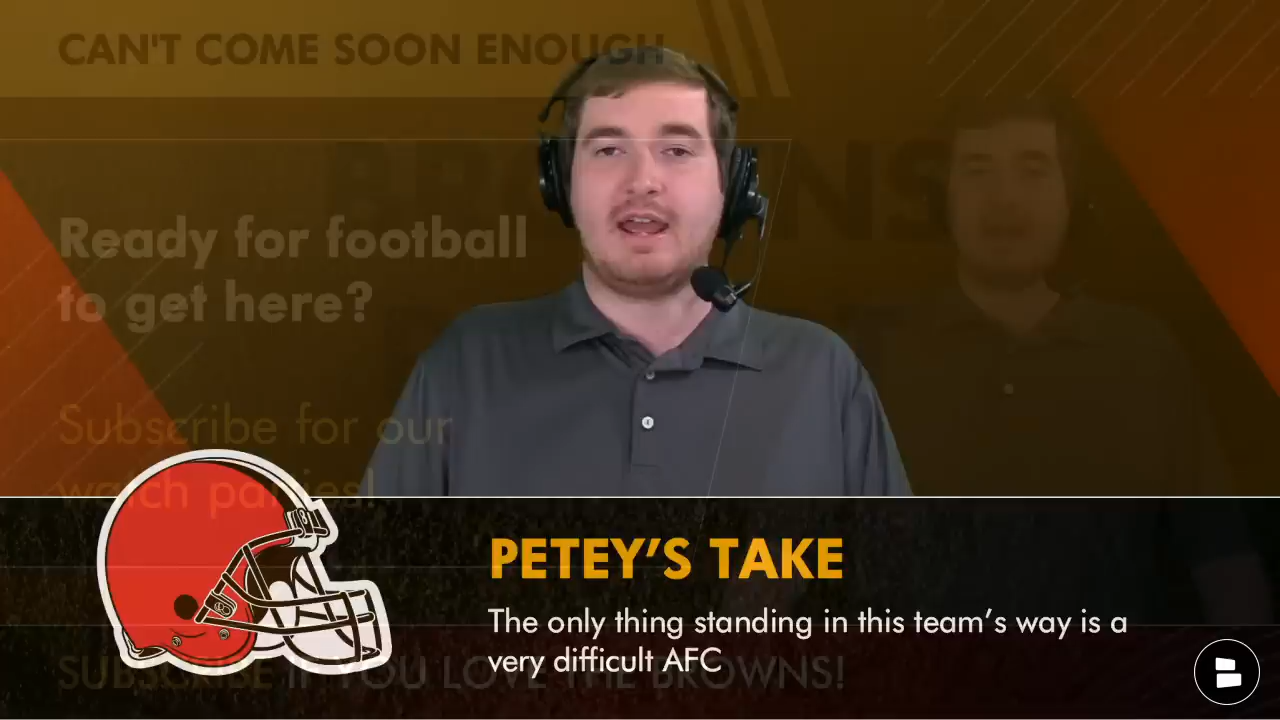 CAN'T COME SOON ENOUGH
BROWNS
Ready for football
to get here?
Subscribe for our
watch parties!
PETEY'S TAKE
The only thing standing in this team's way is a
very difficult AFC
SUBSCRIBE IF YOU LOVE THE BROWNS!